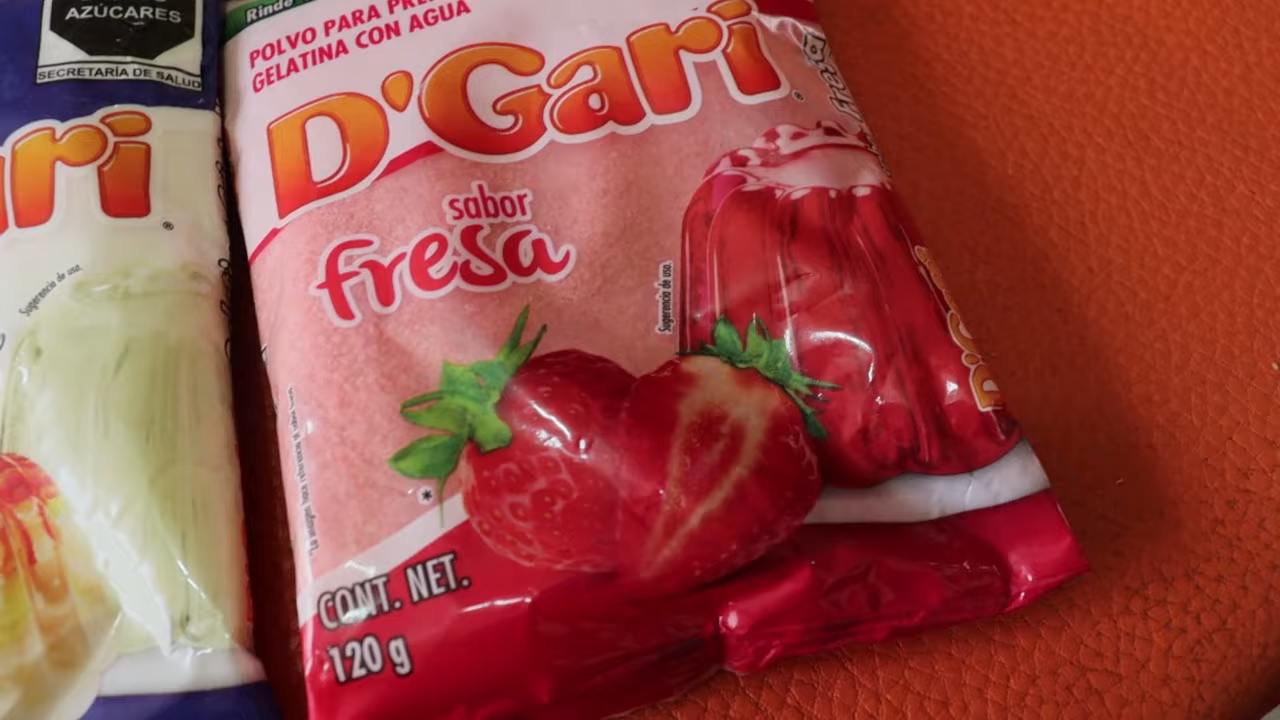 AZÚCARES
SECRETARÍA DE SALUD
ari
®
Sugerencia de uso.
Rinde
POLVO PARA
GELATINA CON AGUA
D'Gari
®
sabor
fresa
Sugerencia de uso.
*
CONT. NET.
120 g